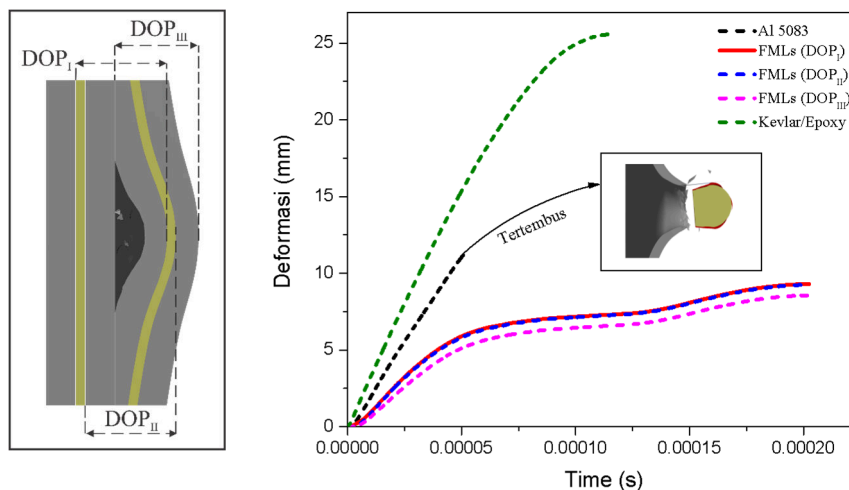 DOP_III
DOP_I
DOP_II
Deformasi (mm)
25
20
15
10
5
0
Al 5083
FMLs (DOP_I)
FMLs (DOP_II)
FMLs (DOP_III)
Kevlar/Epoxy
Tertembus
0.00000 0.00005 0.00010 0.00015 0.00020
Time (s)